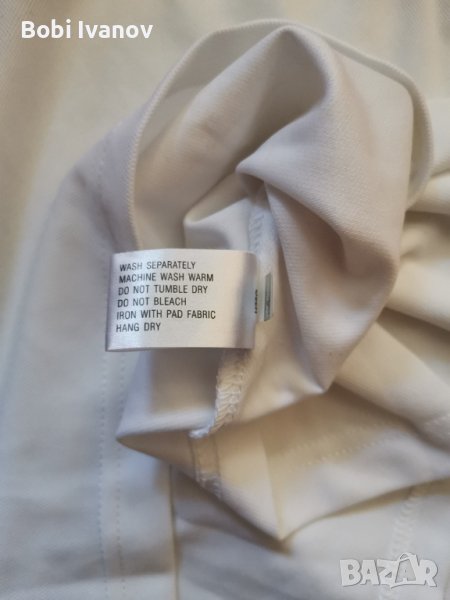 Bobi Ivanov
WASH SEPARATELY
MACHINE WASH WARM
DO NOT TUMBLE DRY
DO NOT BLEACH
IRON WITH PAD FABRIC
HANG DRY
BAZAR